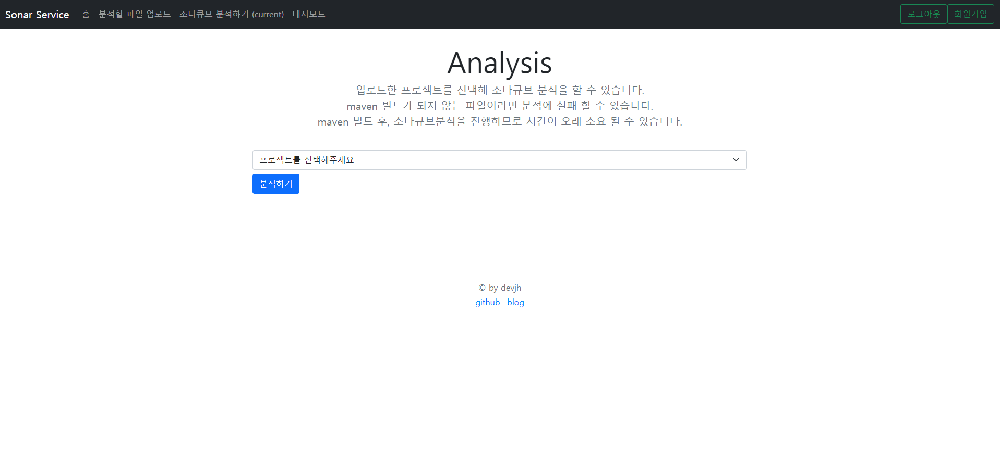 Sonar Service 홈 분석할 파일 업로드 소나큐브 분석하기 (current) 대시보드 로그아웃 회원가입
Analysis
업로드한 프로젝트를 선택해 소나큐브 분석을 할 수 있습니다.
maven 빌드가 되지 않는 파일이라면 분석에 실패 할 수 있습니다.
maven 빌드 후, 소나큐브분석을 진행하므로 시간이 오래 소요 될 수 있습니다.
프로젝트를 선택해주세요
분석하기
© by devjh
github blog